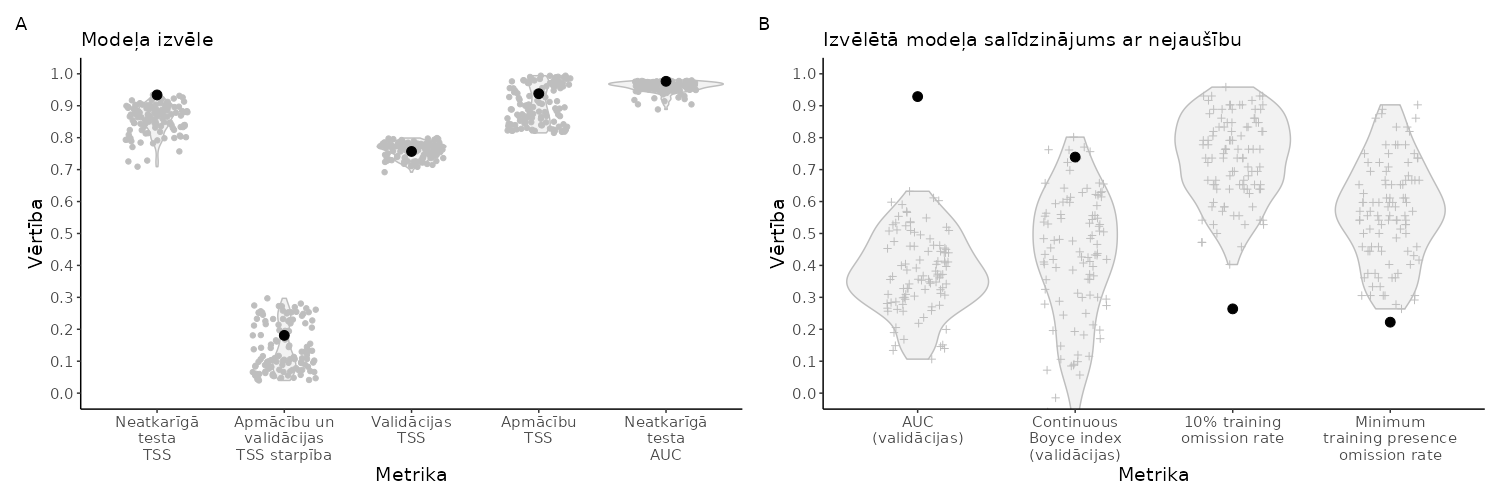 A
Modeļa izvēle
Vērtība
1.0
0.9
0.8
0.7
0.6
0.5
0.4
0.3
0.2
0.1
0.0
Neatkarīgā
testa
TSS
Apmācību un
validācijas
TSS starpība
Validācijas
TSS
Apmācību
TSS
Neatkarīgā
testa
AUC
Metrika
B
Izvēlētā modeļa salīdzinājums ar nejaušību
Vērtība
1.0
0.9
0.8
0.7
0.6
0.5
0.4
0.3
0.2
0.1
0.0
AUC
(validācijas)
Continuous
Boyce index
(validācijas)
10% training
omission rate
Minimum
training presence
omission rate
Metrika